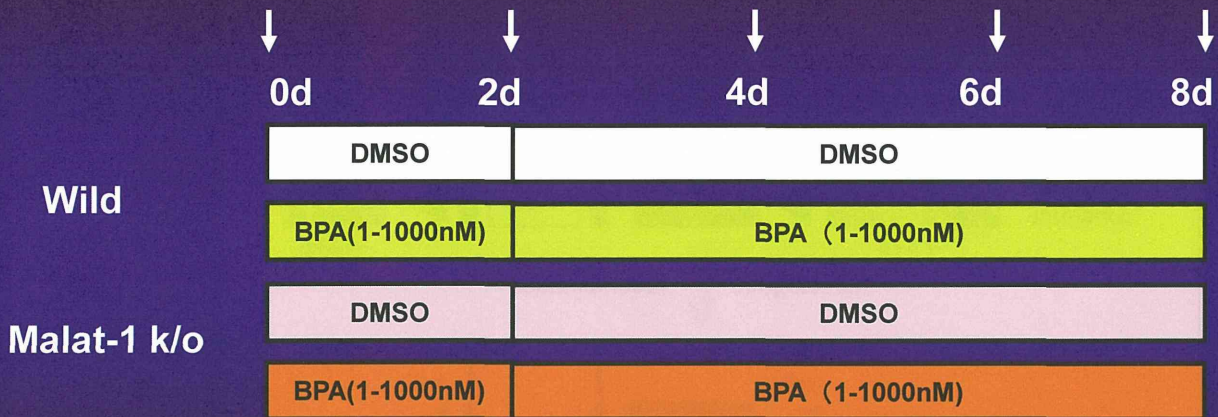 0d 2d 4d 6d 8d
DMSO DMSO
Wild
BPA(1-1000nM) BPA（1-1000nM)
DMSO DMSO
Malat-1 k/o
BPA(1-1000nM) BPA（1-1000nM)